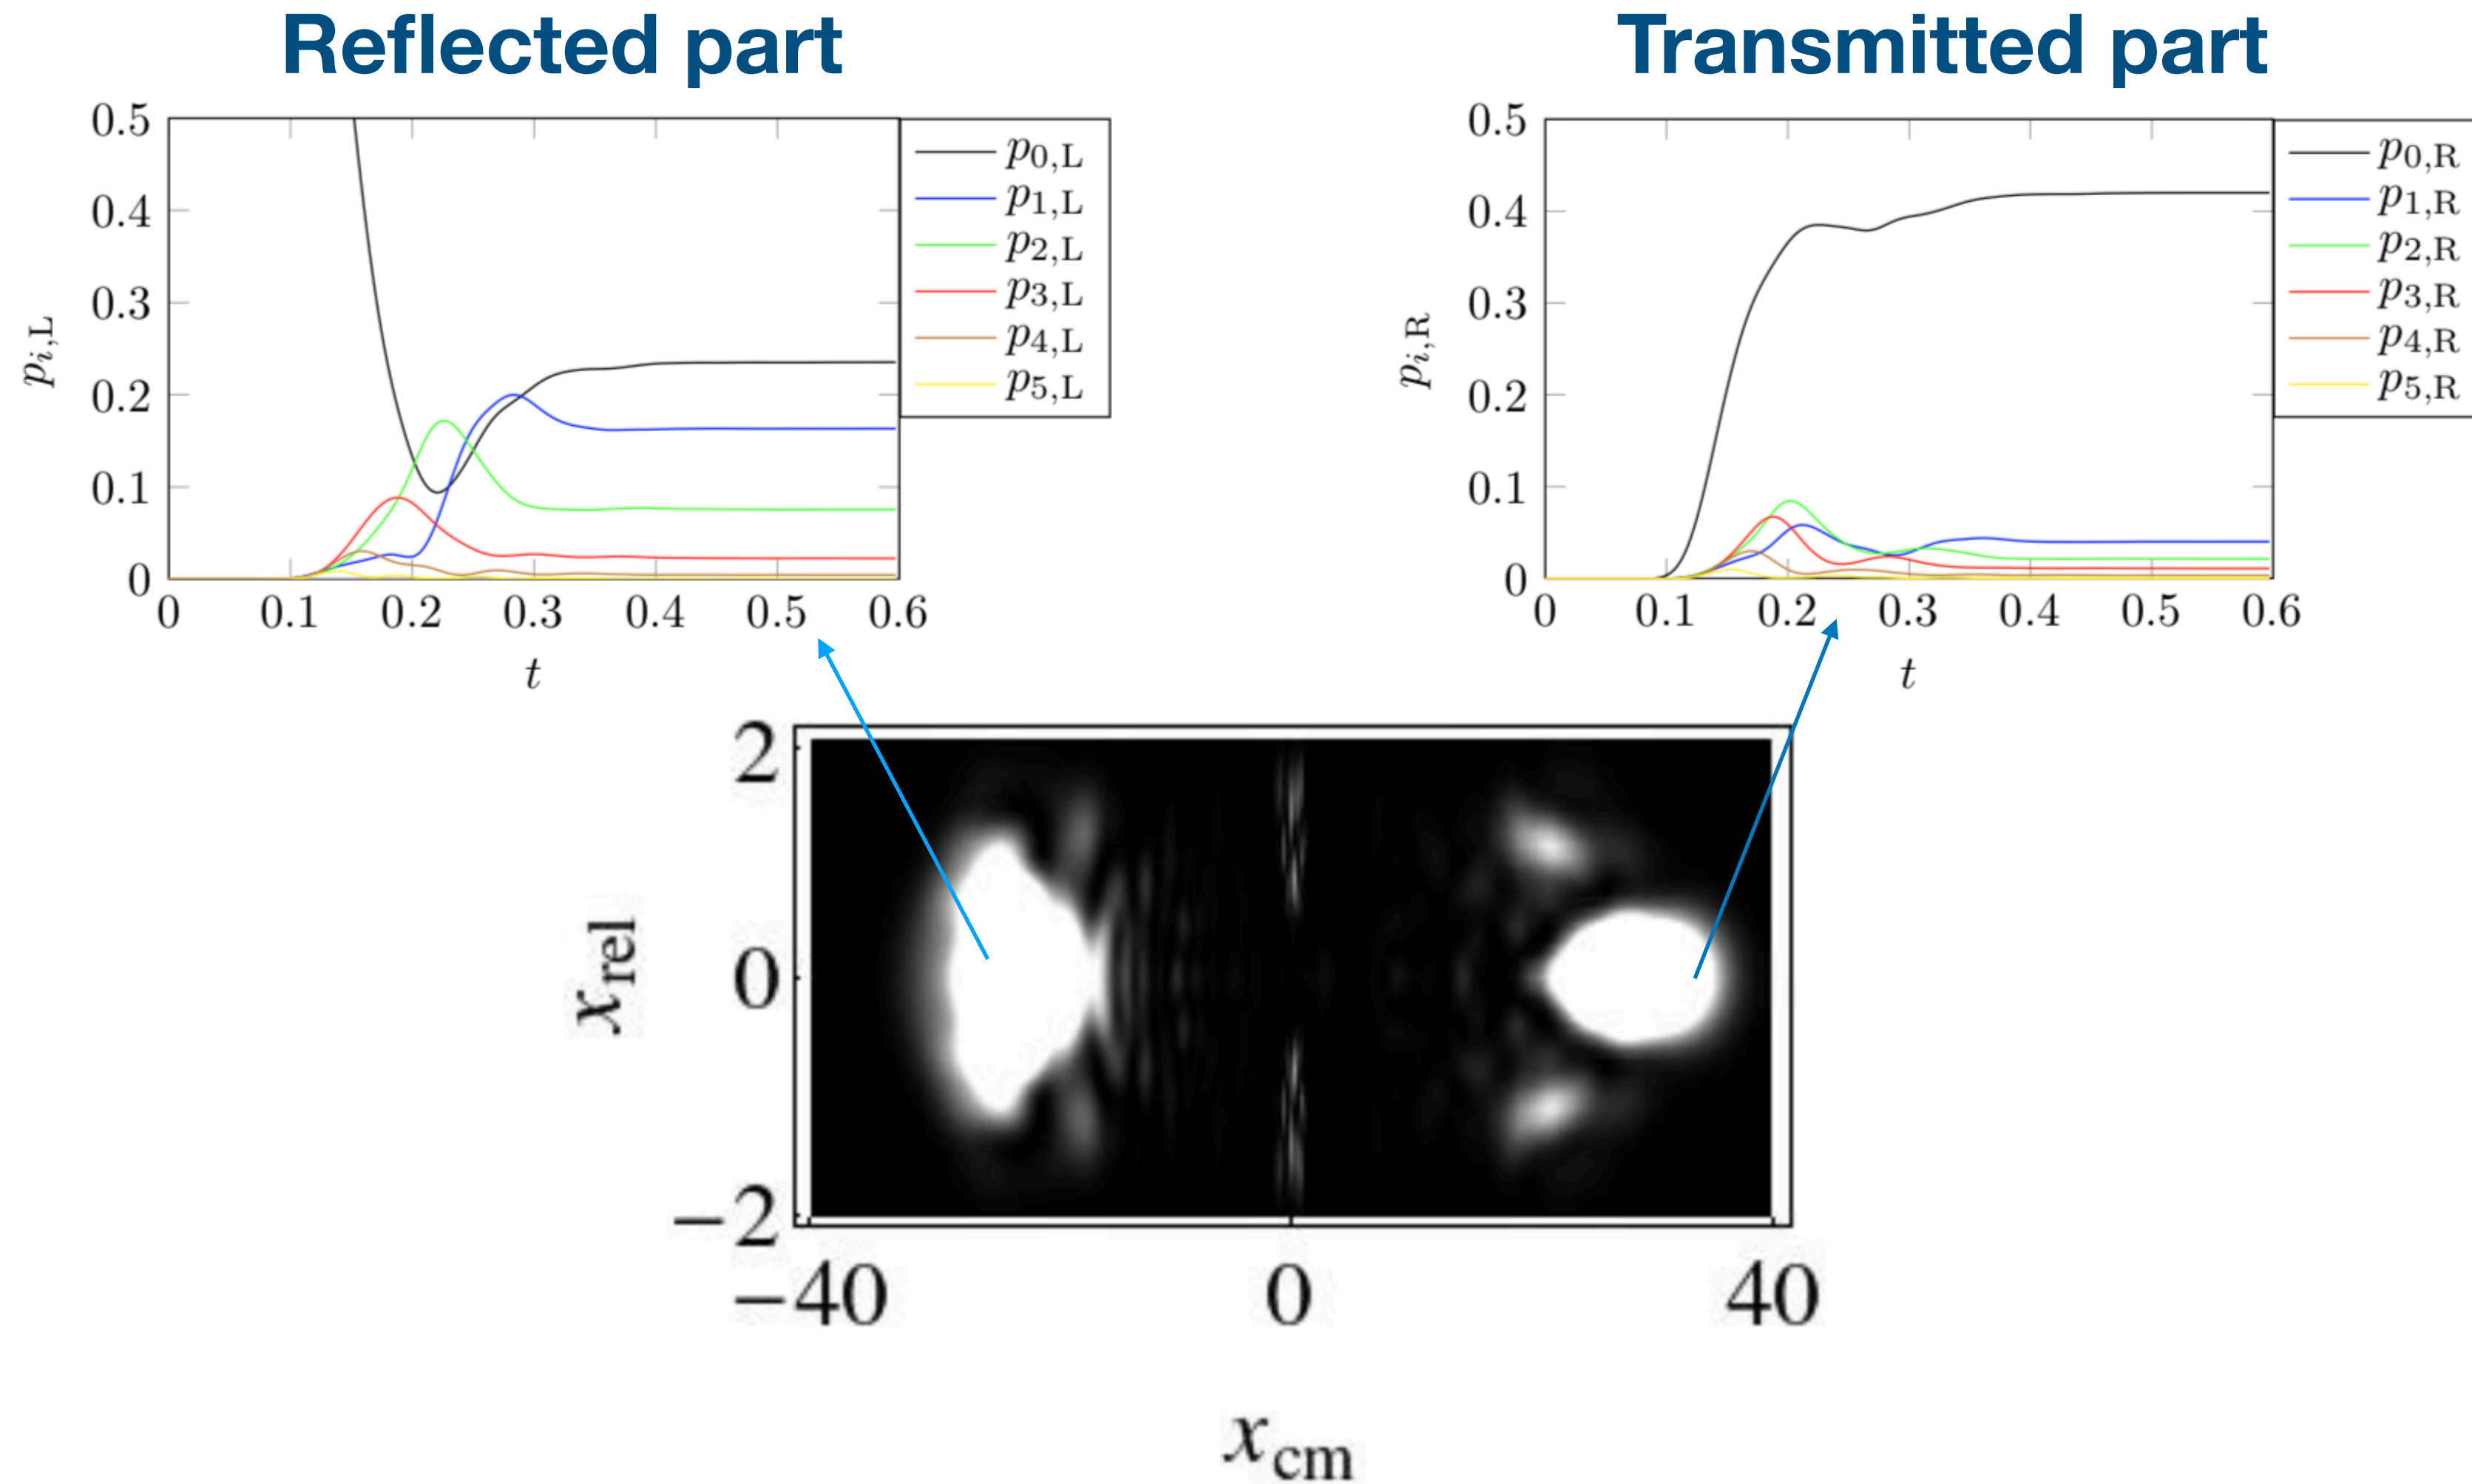 Reflected part
Transmitted part
0.5
0.4
0.3
0.2
0.1
0
p_{i,L}
0 0.1 0.2 0.3 0.4 0.5 0.6
t
p_{0,L}
p_{1,L}
p_{2,L}
p_{3,L}
p_{4,L}
p_{5,L}
0.5
0.4
0.3
0.2
0.1
0
p_{i,R}
0 0.1 0.2 0.3 0.4 0.5 0.6
t
p_{0,R}
p_{1,R}
p_{2,R}
p_{3,R}
p_{4,R}
p_{5,R}
2
0
−2
x_{rel}
−40 0 40
x_{cm}